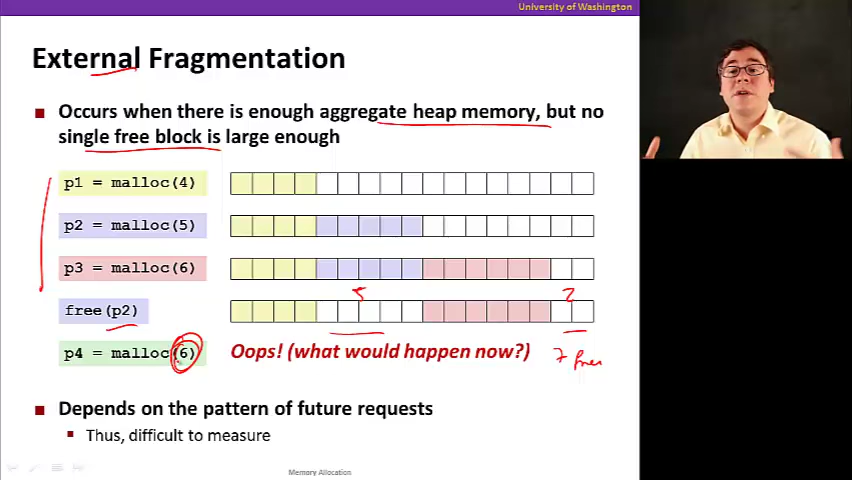 University of Washington
External Fragmentation
Occurs when there is enough aggregate heap memory, but no
single free block is large enough
p1 = malloc(4)
p2 = malloc(5)
p3 = malloc(6)
5
2
free(p2)
p4 = malloc(6)
Oops! (what would happen now?)
7 free
Depends on the pattern of future requests
Thus, difficult to measure
Memory Allocation